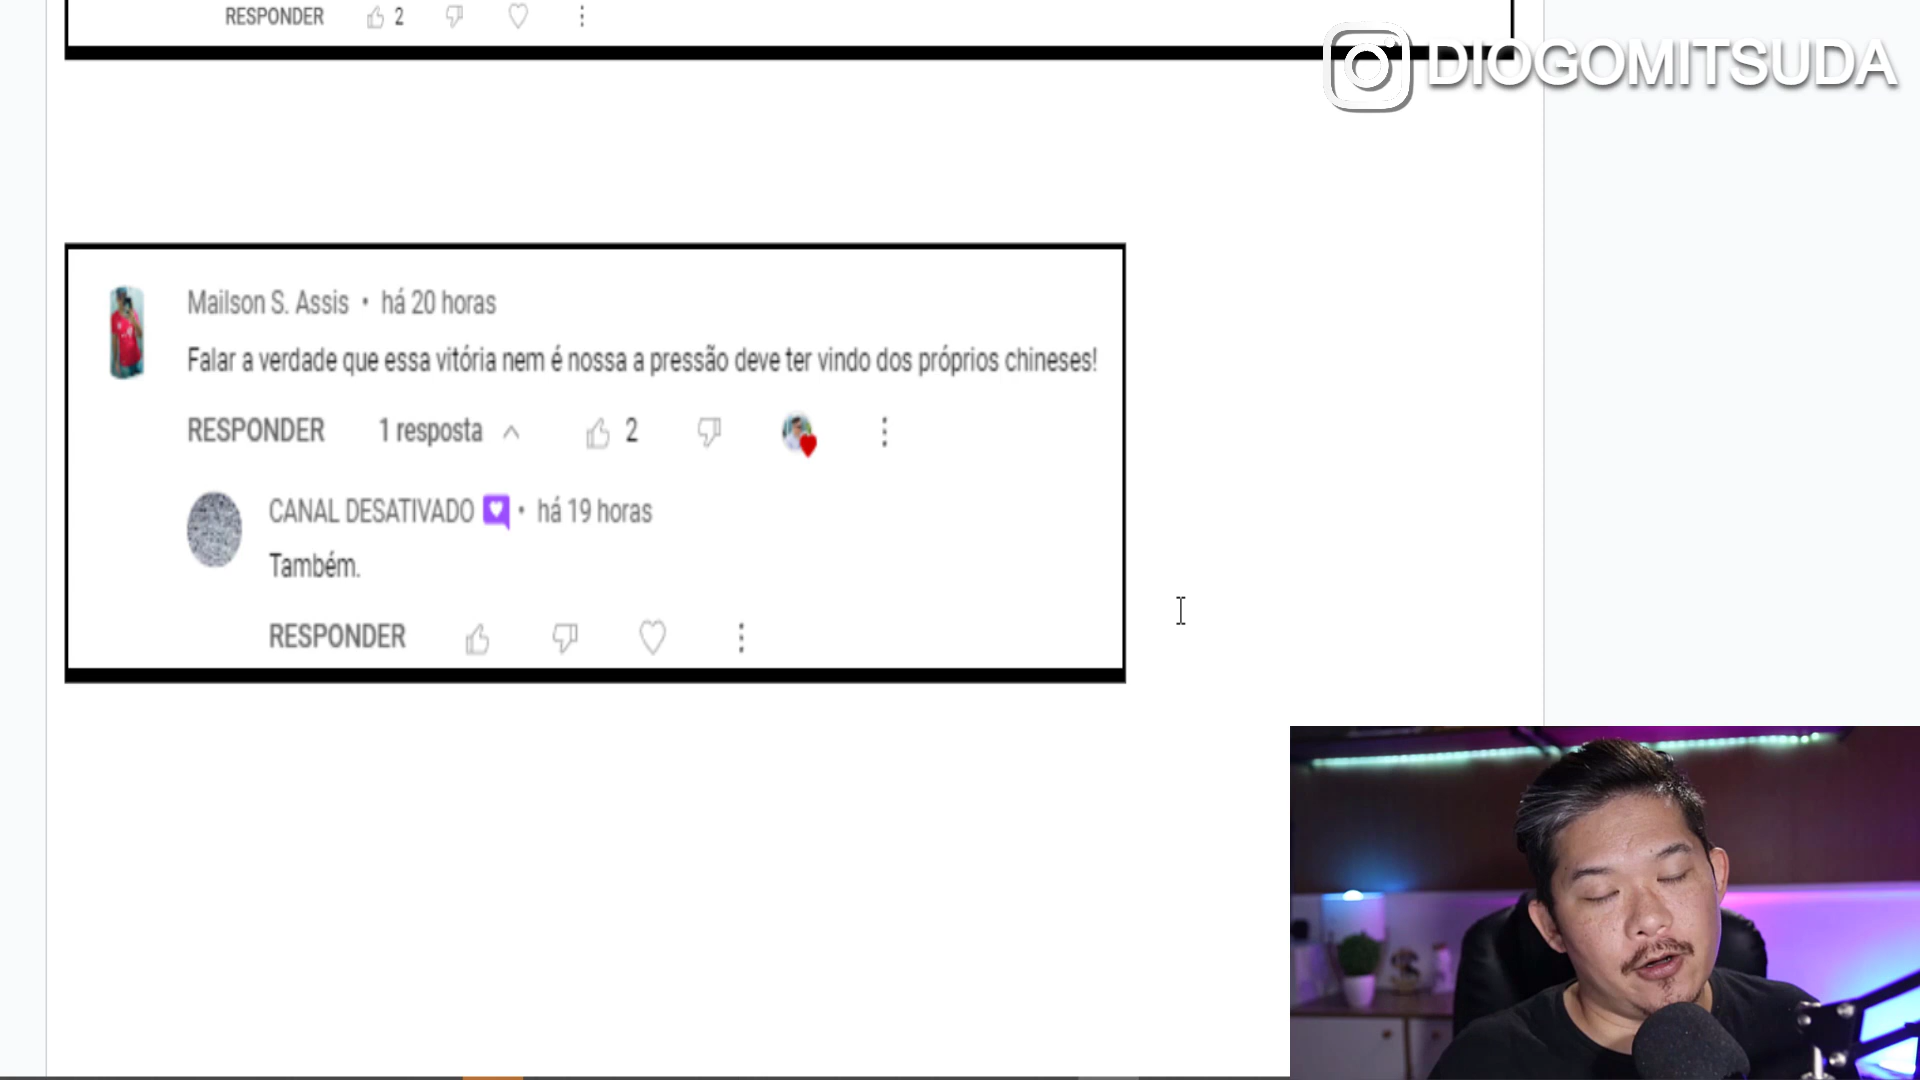 RESPONDER 2
DIOGOMITSUDA
Mailson S. Assis • há 20 horas
Falar a verdade que essa vitória nem é nossa a pressão deve ter vindo dos próprios chineses!
RESPONDER 1 resposta 2
CANAL DESATIVADO • há 19 horas
Também.
RESPONDER